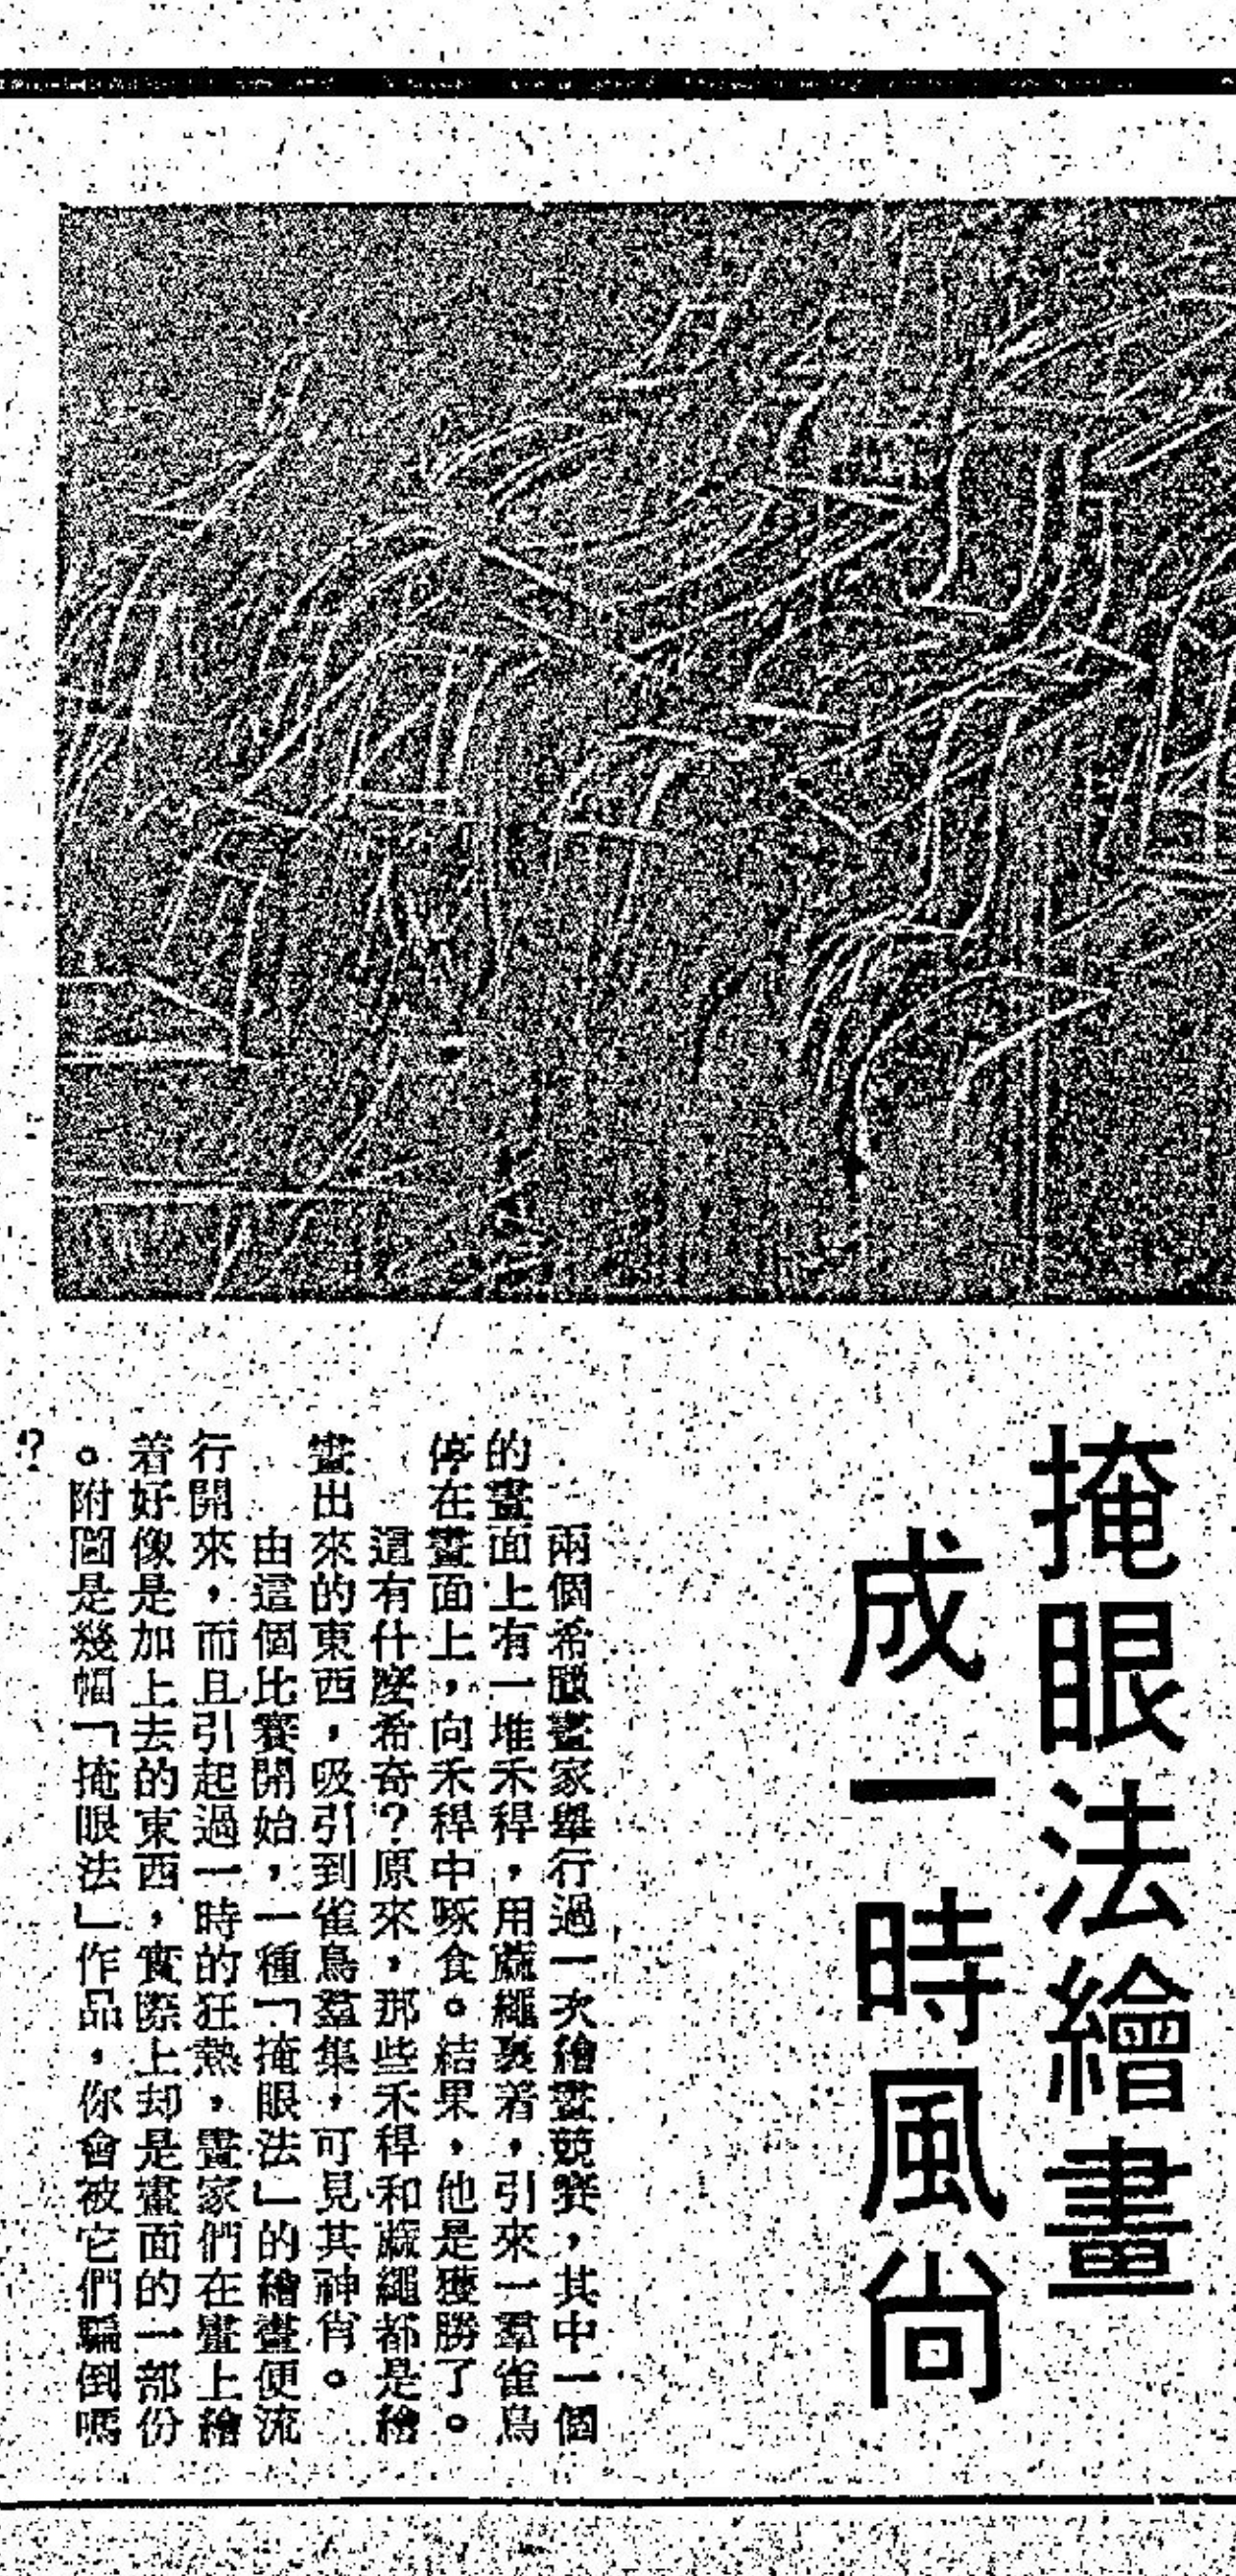 掩眼法繪畫
成一時風尚
兩個希臘畫家舉行過一次繪畫競賽，其中一個
的畫面上有一堆禾稈，用蔴繩裹着，引來一羣雀鳥
停在畫面上，向禾稈中啄食。結果，他是獲勝了。
這有什麼希奇？原來，那些禾稈和蔴繩都是繪
畫出來的東西，吸引到雀鳥羣集，可見其神肖。
由這個比賽開始，一種「掩眼法」的繪畫便流
行開來，而且引起過一時的狂熱，畫家們在畫上繪
着好像是加上去的東西，實際上却是畫面的一部份
。附圖是幾幅「掩眼法」作品，你會被它們騙倒嗎
？